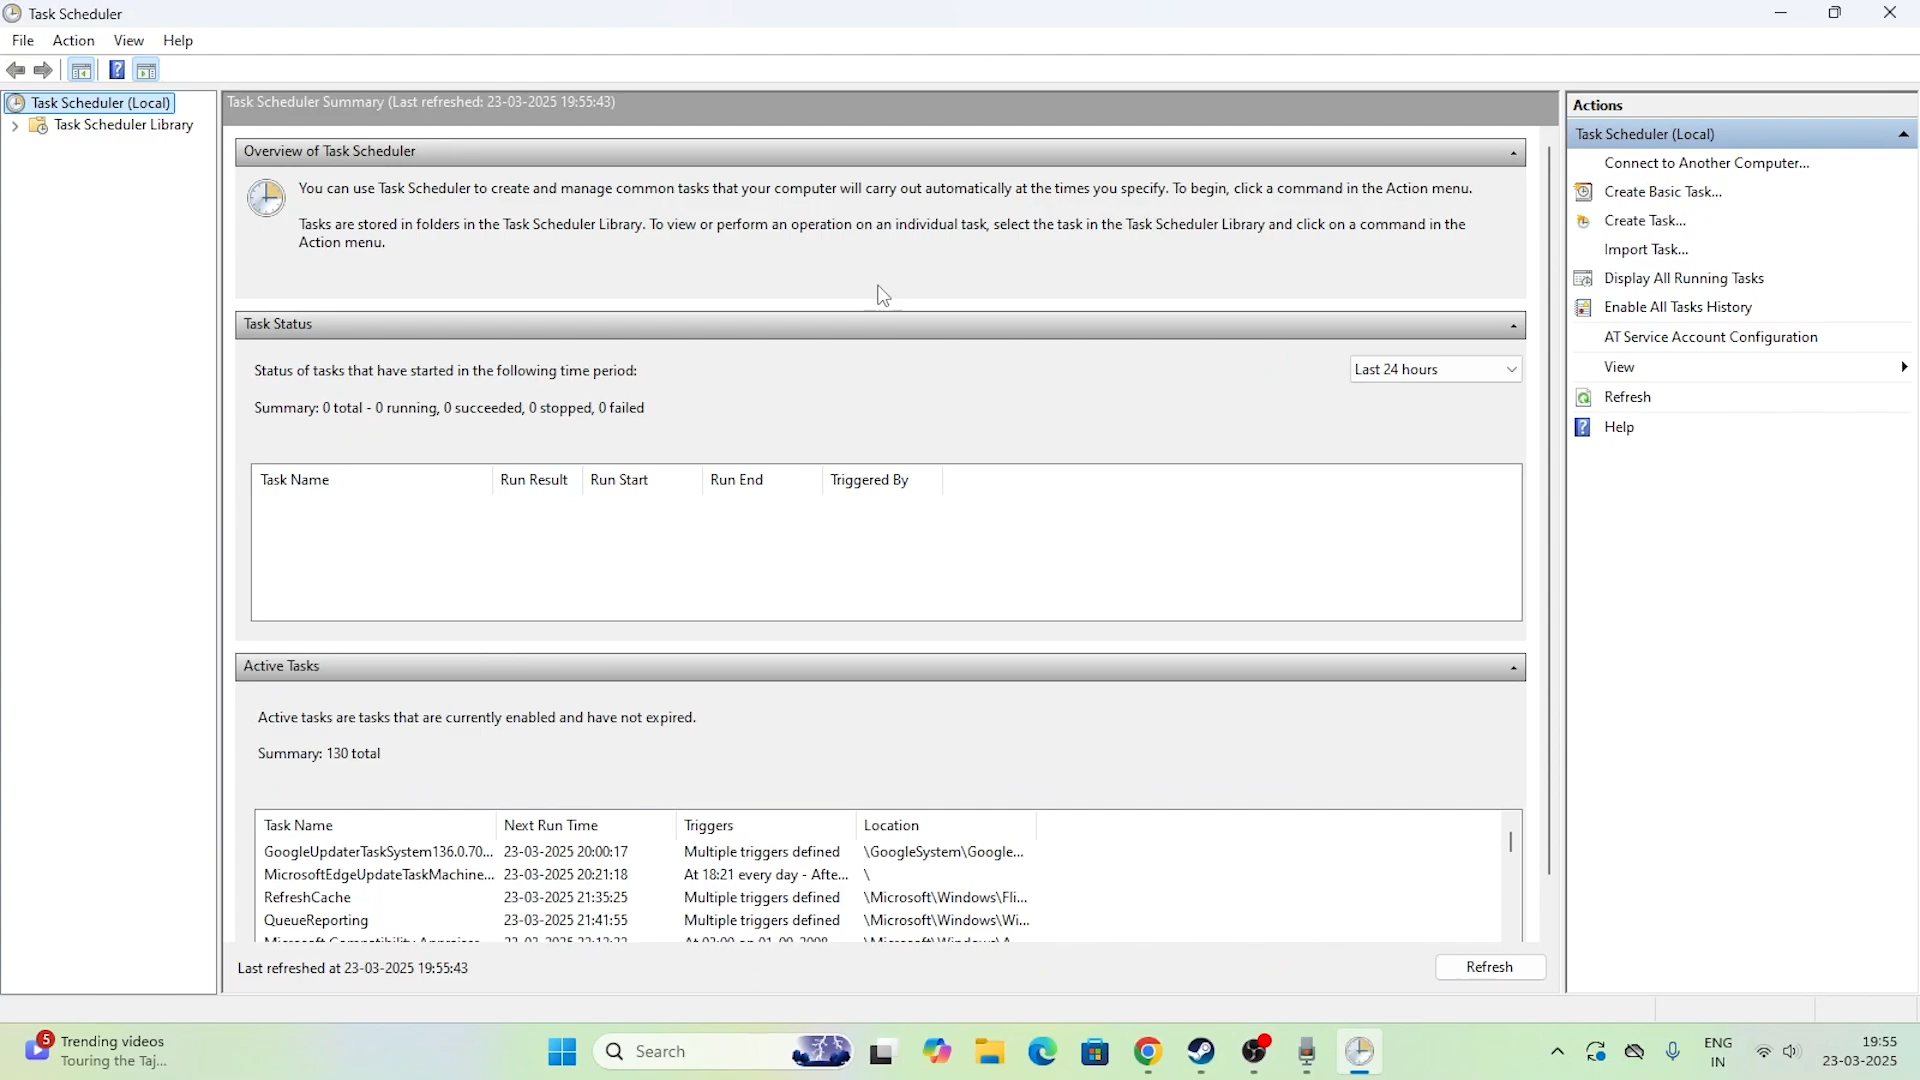 Task Scheduler
File Action View Help
Task Scheduler (Local)
Task Scheduler Library
Task Scheduler Summary (Last refreshed: 23-03-2025 19:55:43)
Overview of Task Scheduler
You can use Task Scheduler to create and manage common tasks that your computer will carry out automatically at the times you specify. To begin, click a command in the Action menu.
Tasks are stored in folders in the Task Scheduler Library. To view or perform an operation on an individual task, select the task in the Task Scheduler Library and click on a command in the
Action menu.
Task Status
Status of tasks that have started in the following time period:
Last 24 hours
Summary: 0 total - 0 running, 0 succeeded, 0 stopped, 0 failed
Task Name Run Result Run Start Run End Triggered By
Active Tasks
Active tasks are tasks that are currently enabled and have not expired.
Summary: 130 total
Task Name Next Run Time Triggers Location
GoogleUpdaterTaskSystem136.0.70... 23-03-2025 20:00:17 Multiple triggers defined \GoogleSystem\Google...
MicrosoftEdgeUpdateTaskMachine... 23-03-2025 20:21:18 At 18:21 every day - Afte... \
RefreshCache 23-03-2025 21:35:25 Multiple triggers defined \Microsoft\Windows\Fli...
QueueReporting 23-03-2025 21:41:55 Multiple triggers defined \Microsoft\Windows\Wi...
Last refreshed at 23-03-2025 19:55:43
Refresh
Actions
Task Scheduler (Local)
Connect to Another Computer...
Create Basic Task...
Create Task...
Import Task...
Display All Running Tasks
Enable All Tasks History
AT Service Account Configuration
View
Refresh
Help
5
Trending videos
Touring the Taj...
Search
ENG
IN
19:55
23-03-2025